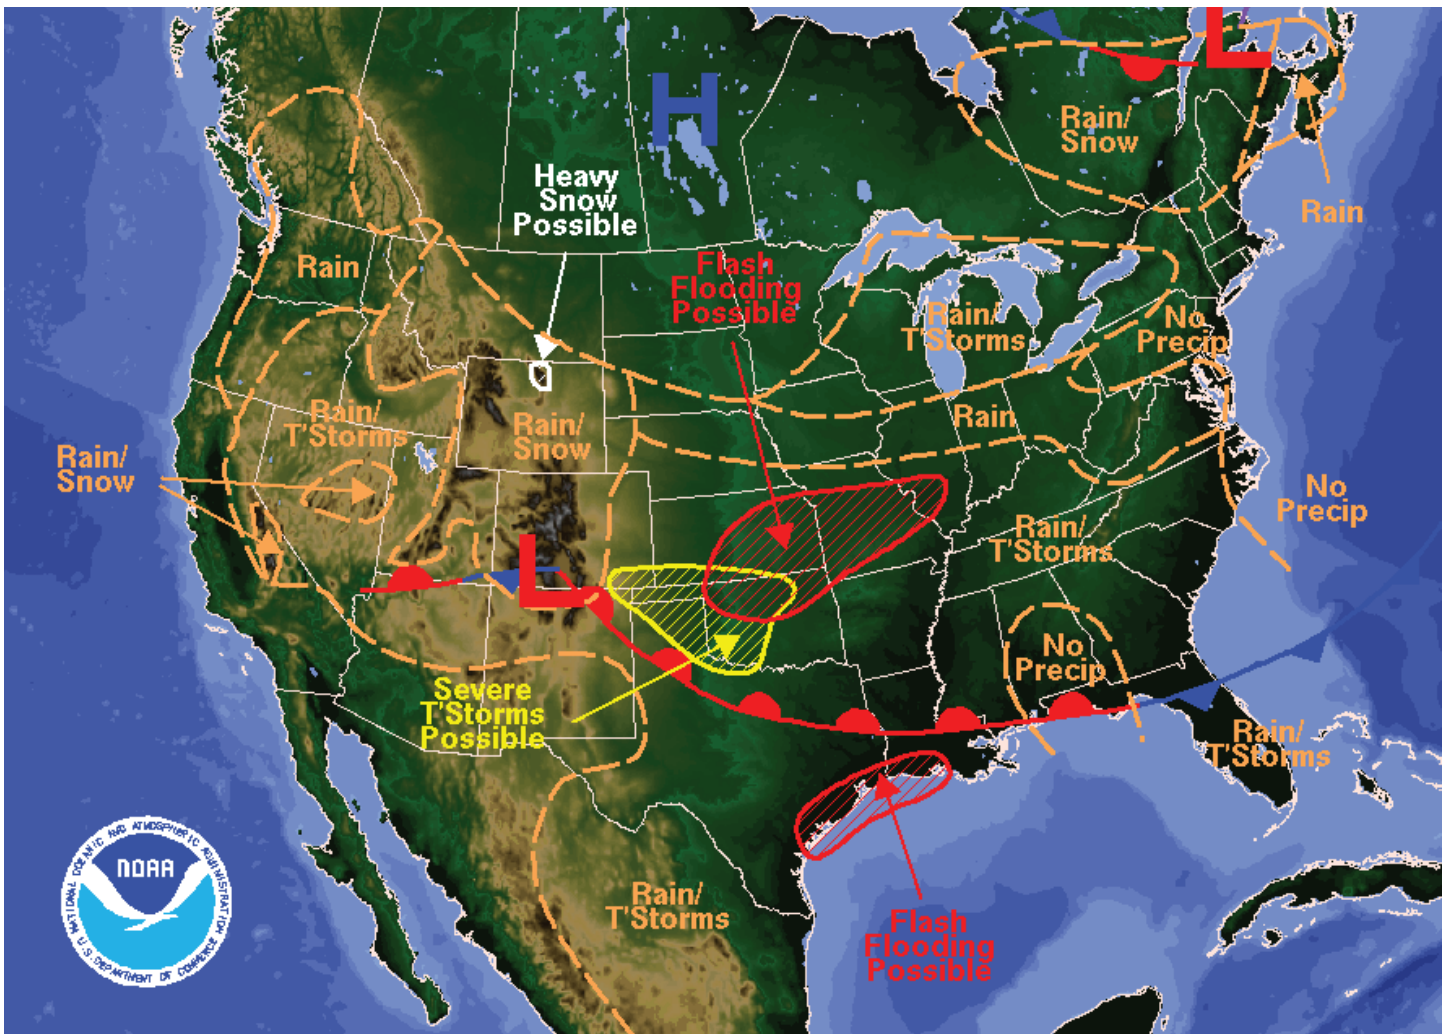 L
Rain/
Snow
H
Heavy
Snow
Possible
Rain
Rain
Flash
Flooding
Possible
Rain/
T'Storms
No
Precip
Rain/
T'Storms
Rain/
Snow
Rain
Rain/
Snow
No
Precip
Rain/
T'Storms
L
No
Precip
Severe
T'Storms
Possible
Rain/
T'Storms
Rain/
T'Storms
Flash
Flooding
Possible
NATIONAL OCEANIC AND ATMOSPHERIC ADMINISTRATION
NOAA
U.S. DEPARTMENT OF COMMERCE